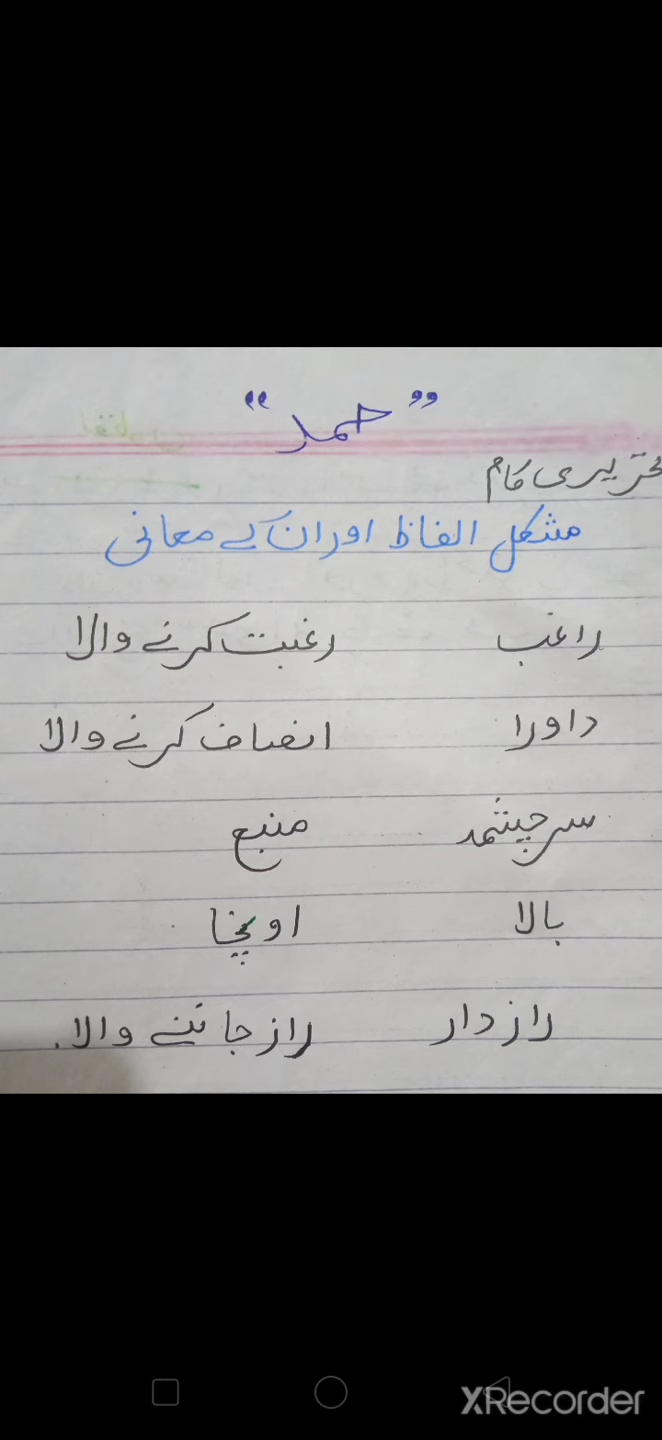 ”حمد“
تحریری کام
مشکل الفاظ اور ان کے معانی
راغب رغبت کرنے والا
داورا انصاف کرنے والا
سرچشمہ منبع
بالا اونچا
رازدار راز جاننے والا.
XRecorder